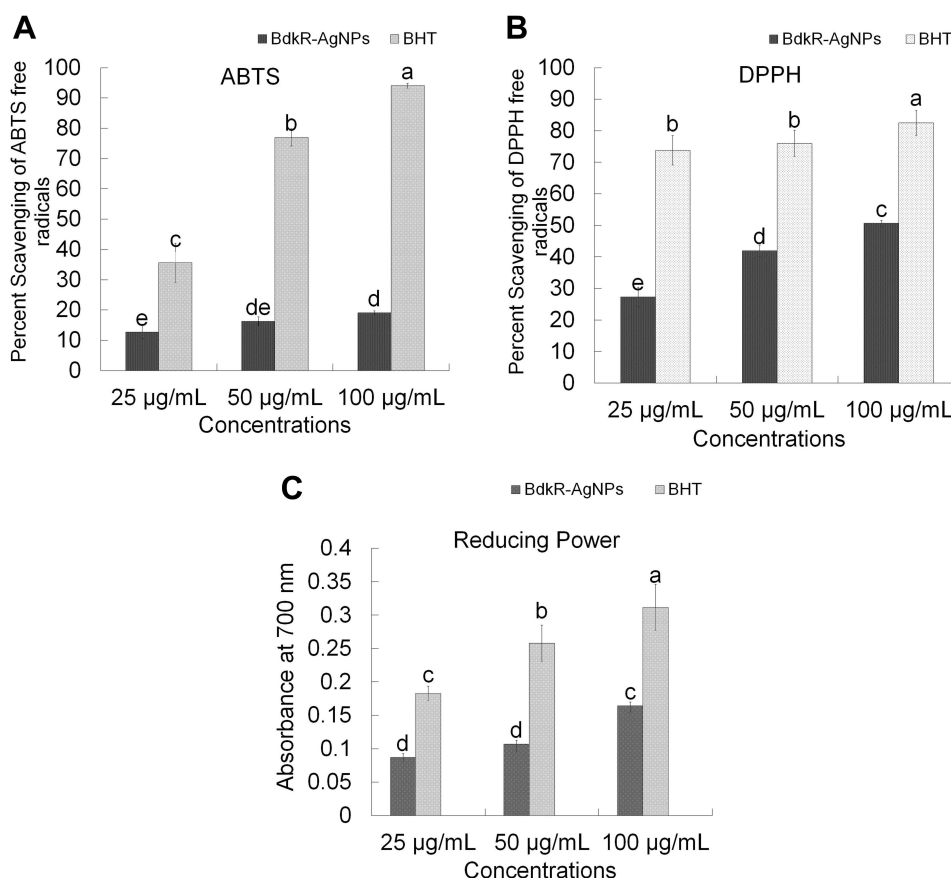 A
BdkR-AgNPs BHT
ABTS
Percent Scavenging of ABTS free
radicals
100
90
80
70
60
50
40
30
20
10
0
e
c
de
b
d
a
25 µg/mL 50 µg/mL 100 µg/mL
Concentrations
B
BdkR-AgNPs BHT
DPPH
Percent Scavenging of DPPH free
radicals
100
90
80
70
60
50
40
30
20
10
0
e
b
d
b
c
a
25 µg/mL 50 µg/mL 100 µg/mL
Concentrations
C
BdkR-AgNPs BHT
Reducing Power
Absorbance at 700 nm
0.4
0.35
0.3
0.25
0.2
0.15
0.1
0.05
0
d
c
d
b
c
a
25 µg/mL 50 µg/mL 100 µg/mL
Concentrations